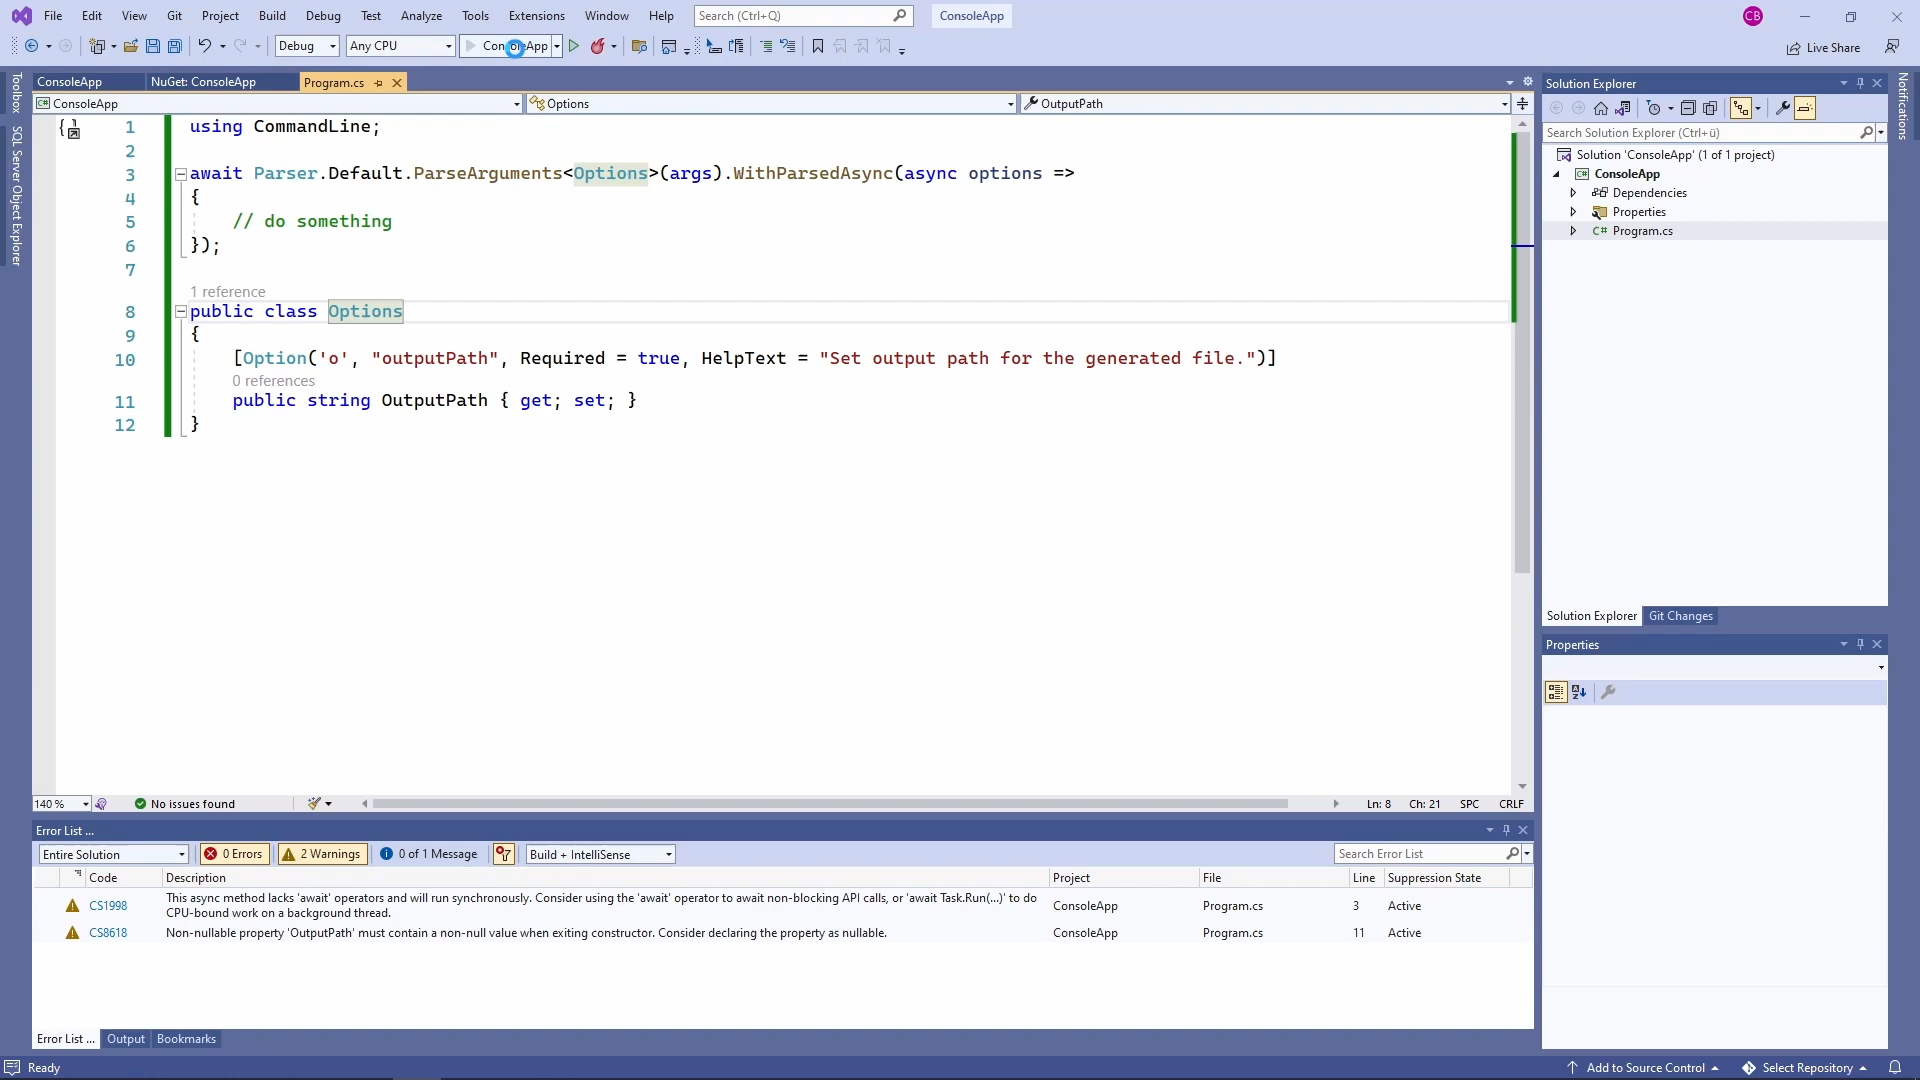 File Edit View Git Project Build Debug Test Analyze Tools Extensions Window Help Search (Ctrl+Q) ConsoleApp CB
Debug Any CPU ConsoleApp Live Share
Toolbox
SQL Server Object Explorer
ConsoleApp NuGet: ConsoleApp Program.cs
ConsoleApp Options OutputPath
1 using CommandLine;
2
3 await Parser.Default.ParseArguments<Options>(args).WithParsedAsync(async options =>
4 {
5 // do something
6 });
7
1 reference
8 public class Options
9 {
10 [Option('o', "outputPath", Required = true, HelpText = "Set output path for the generated file.")]
0 references
11 public string OutputPath { get; set; }
12 }
140 % No issues found Ln: 8 Ch: 21 SPC CRLF
Error List ...
Entire Solution 0 Errors 2 Warnings 0 of 1 Message Build + IntelliSense Search Error List
Code Description Project File Line Suppression State
CS1998 This async method lacks 'await' operators and will run synchronously. Consider using the 'await' operator to await non-blocking API calls, or 'await Task.Run(...)' to do
CPU-bound work on a background thread. ConsoleApp Program.cs 3 Active
CS8618 Non-nullable property 'OutputPath' must contain a non-null value when exiting constructor. Consider declaring the property as nullable. ConsoleApp Program.cs 11 Active
Error List ... Output Bookmarks
Solution Explorer
Search Solution Explorer (Ctrl+ü)
Solution 'ConsoleApp' (1 of 1 project)
ConsoleApp
Dependencies
Properties
C# Program.cs
Solution Explorer Git Changes
Properties
Notifications
Ready Add to Source Control Select Repository